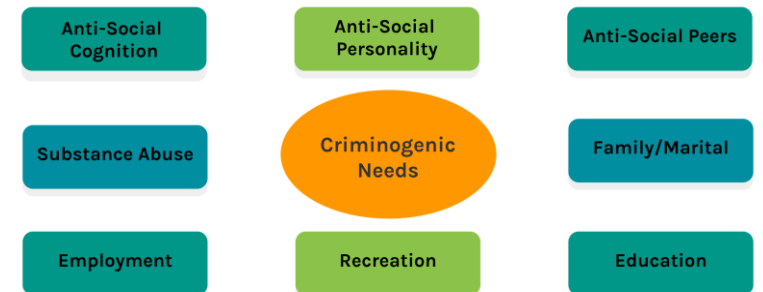 Anti-Social
Cognition
Anti-Social
Personality
Anti-Social Peers
Substance Abuse
Criminogenic
Needs
Family/Marital
Employment
Recreation
Education